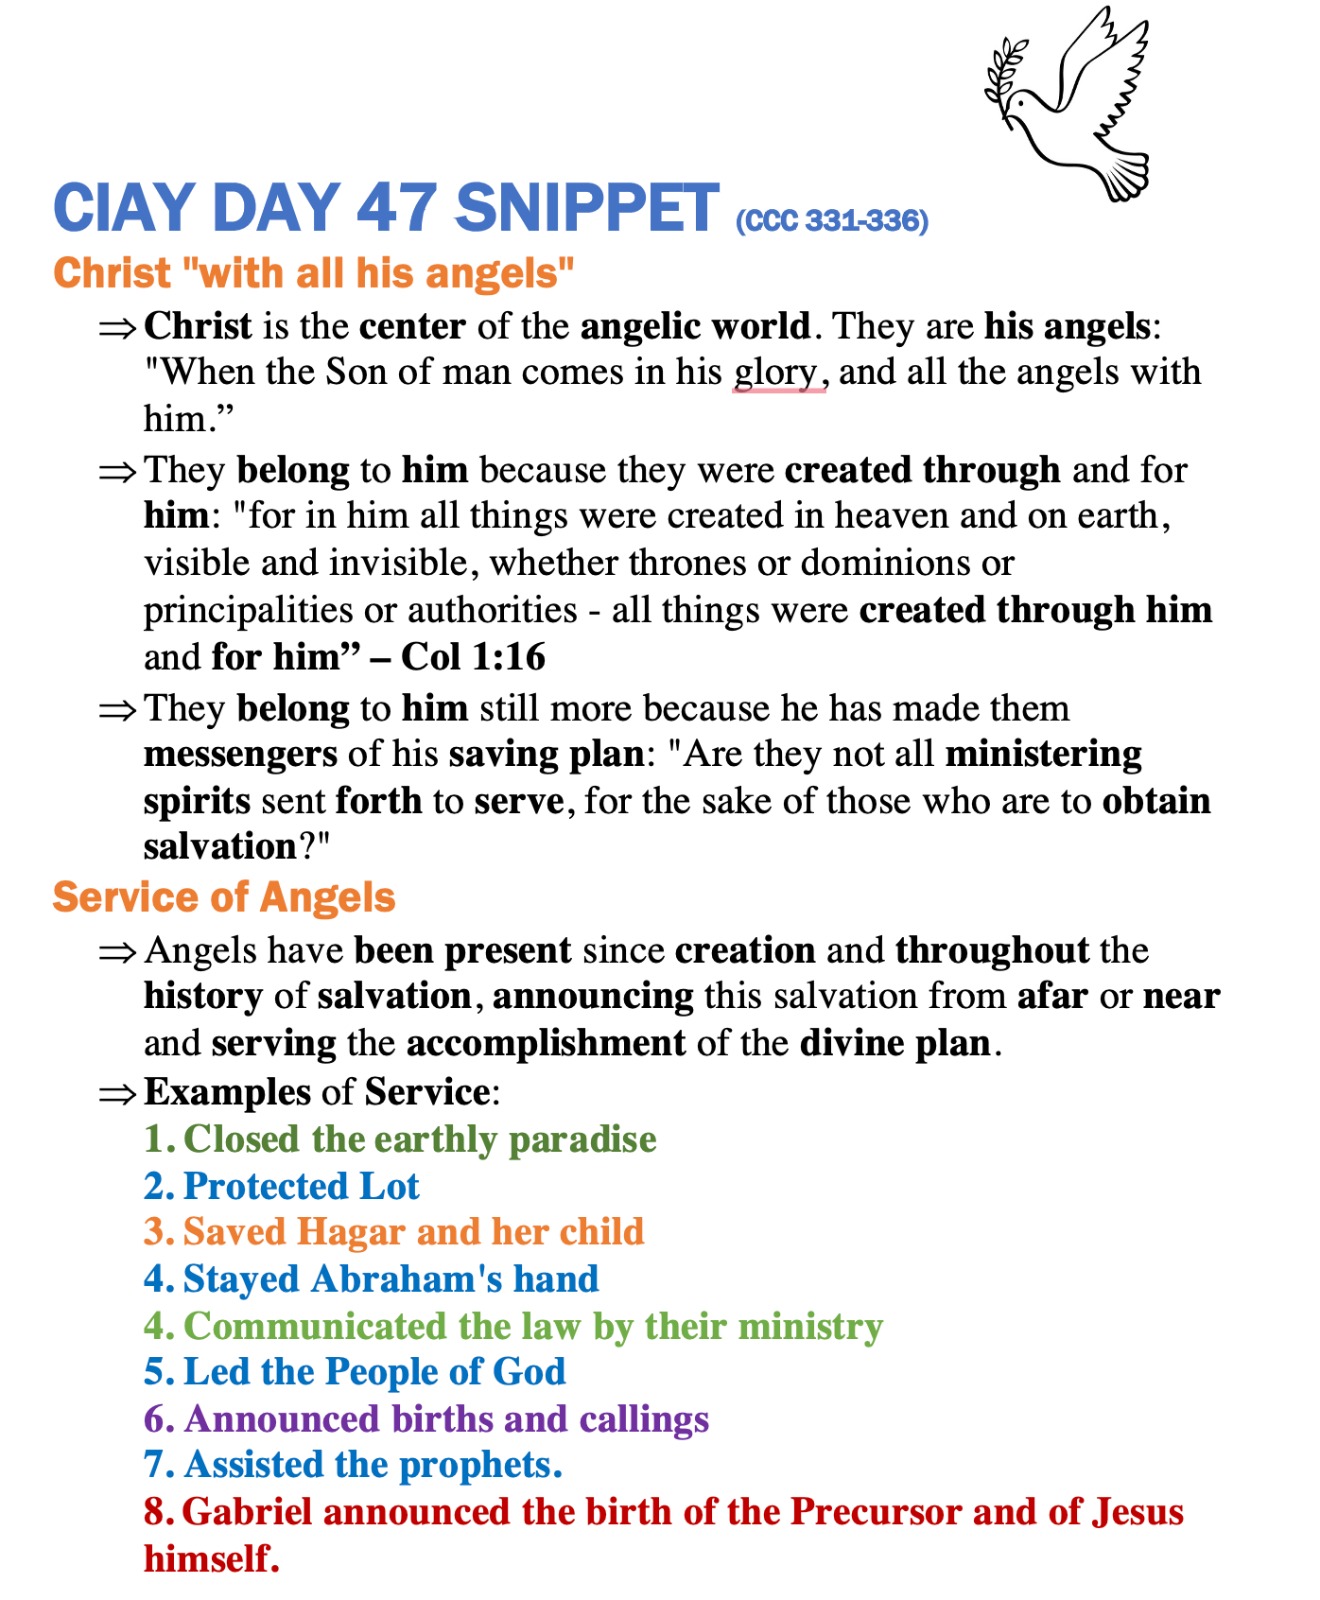 CIAY DAY 47 SNIPPET (CCC 331-336)
Christ "with all his angels"
⇒ Christ is the center of the angelic world. They are his angels:
"When the Son of man comes in his glory, and all the angels with
him.”
⇒ They belong to him because they were created through and for
him: "for in him all things were created in heaven and on earth,
visible and invisible, whether thrones or dominions or
principalities or authorities - all things were created through him
and for him” – Col 1:16
⇒ They belong to him still more because he has made them
messengers of his saving plan: "Are they not all ministering
spirits sent forth to serve, for the sake of those who are to obtain
salvation?"
Service of Angels
⇒ Angels have been present since creation and throughout the
history of salvation, announcing this salvation from afar or near
and serving the accomplishment of the divine plan.
⇒ Examples of Service:
1. Closed the earthly paradise
2. Protected Lot
3. Saved Hagar and her child
4. Stayed Abraham's hand
4. Communicated the law by their ministry
5. Led the People of God
6. Announced births and callings
7. Assisted the prophets.
8. Gabriel announced the birth of the Precursor and of Jesus
himself.